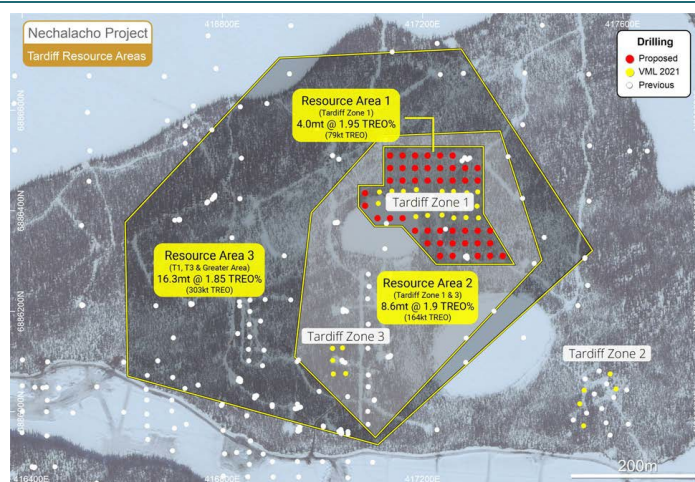 416800E
417200E
417600E
Nechalacho Project
Tardiff Resource Areas
Drilling
Proposed
VML 2021
Previous
6886800N
Resource Area 1
(Tardiff Zone 1)
4.0mt @ 1.95 TREO%
(79kt TREO)
Tardiff Zone 1
6886400N
Resource Area 3
(T1, T3 & Greater Area)
16.3mt @ 1.85 TREO%
(303kt TREO)
Resource Area 2
(Tardiff Zone 1 & 3)
8.6mt @ 1.9 TREO%
(164kt TREO)
6886200N
Tardiff Zone 3
Tardiff Zone 2
416400E
417200E
200m